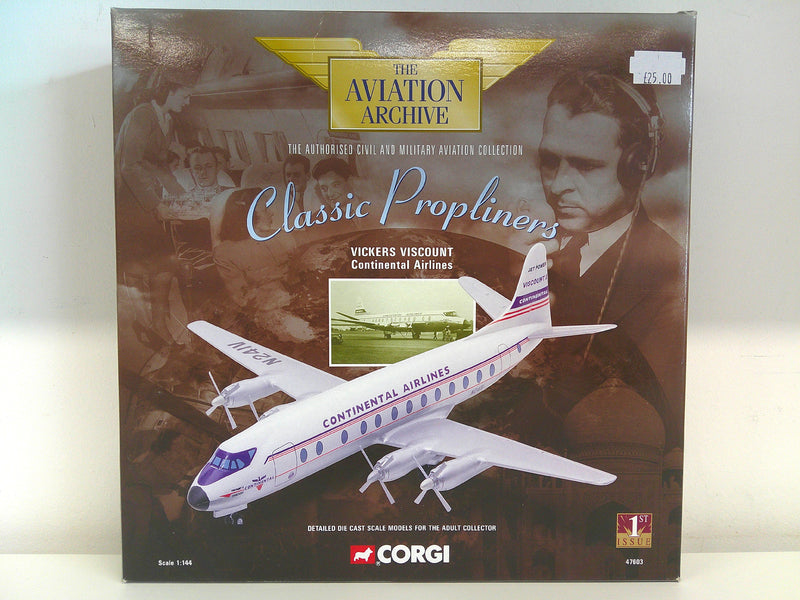 £25.00
THE
AVIATION
ARCHIVE
THE AUTHORISED CIVIL AND MILITARY AVIATION COLLECTION
Classic Propliners
VICKERS VISCOUNT
Continental Airlines
JET POWER
VISCOUNT
CONTINENTAL
N241V
CONTINENTAL AIRLINES
CONTINENTAL
DETAILED DIE CAST SCALE MODELS FOR THE ADULT COLLECTOR
1ST
ISSUE
CORGI
Scale 1:144
47603